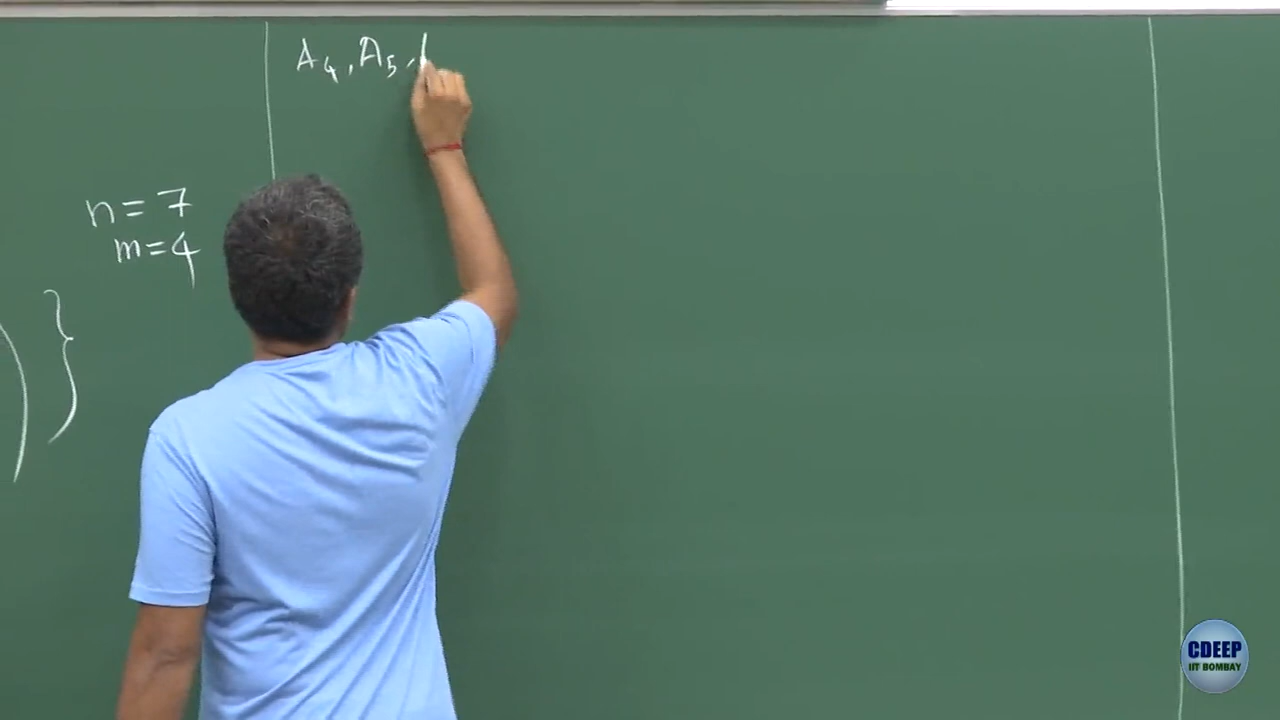 A₄, A₅,
n = 7
m = 4
}
)
CDEEP
IIT BOMBAY